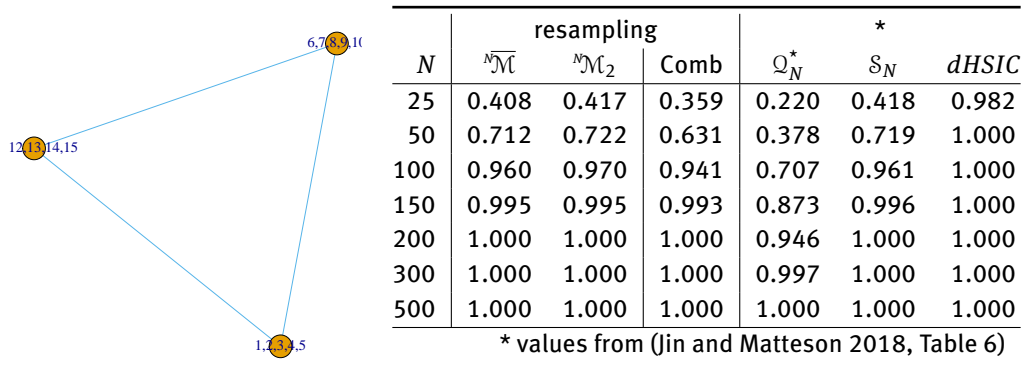 6,7,8,9,10
12,13,14,15
1,2,3,4,5
resampling *
N ᴺM̅ ᴺM₂ Comb Q*_N S_N dHSIC
25 0.408 0.417 0.359 0.220 0.418 0.982
50 0.712 0.722 0.631 0.378 0.719 1.000
100 0.960 0.970 0.941 0.707 0.961 1.000
150 0.995 0.995 0.993 0.873 0.996 1.000
200 1.000 1.000 1.000 0.946 1.000 1.000
300 1.000 1.000 1.000 0.997 1.000 1.000
500 1.000 1.000 1.000 1.000 1.000 1.000
* values from (Jin and Matteson 2018, Table 6)